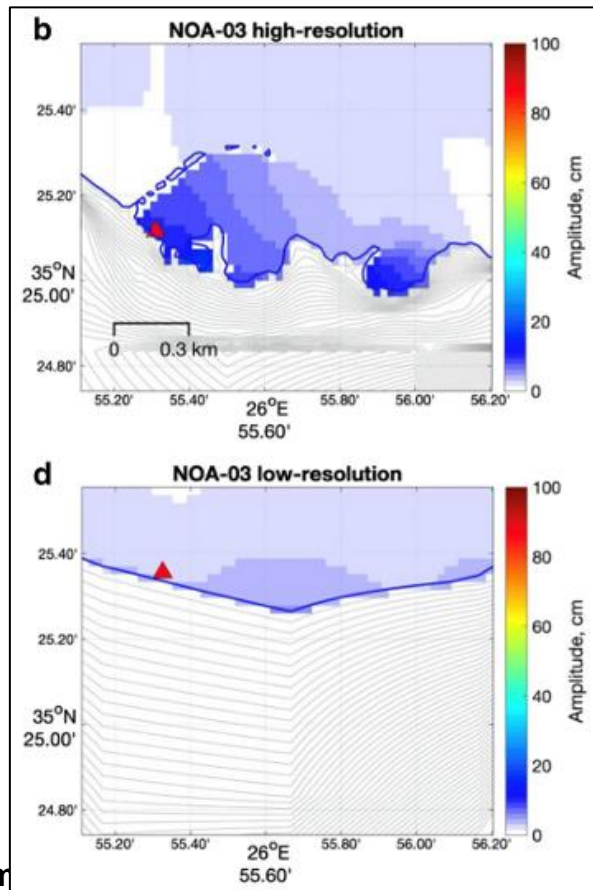 b
NOA-03 high-resolution
25.40'
25.20'
35°N
25.00'
24.80'
0 0.3 km
55.20' 55.40' 26°E 55.80' 56.00' 56.20'
55.60'
100
80
60
40
20
0
Amplitude, cm
d
NOA-03 low-resolution
25.40'
25.20'
35°N
25.00'
24.80'
55.20' 55.40' 26°E 55.80' 56.00' 56.20'
55.60'
100
80
60
40
20
0
Amplitude, cm